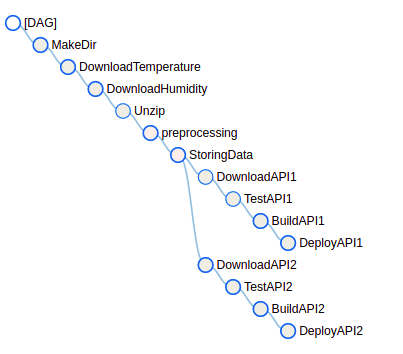 [DAG]
MakeDir
DownloadTemperature
DownloadHumidity
Unzip
preprocessing
StoringData
DownloadAPI1
TestAPI1
BuildAPI1
DeployAPI1
DownloadAPI2
TestAPI2
BuildAPI2
DeployAPI2